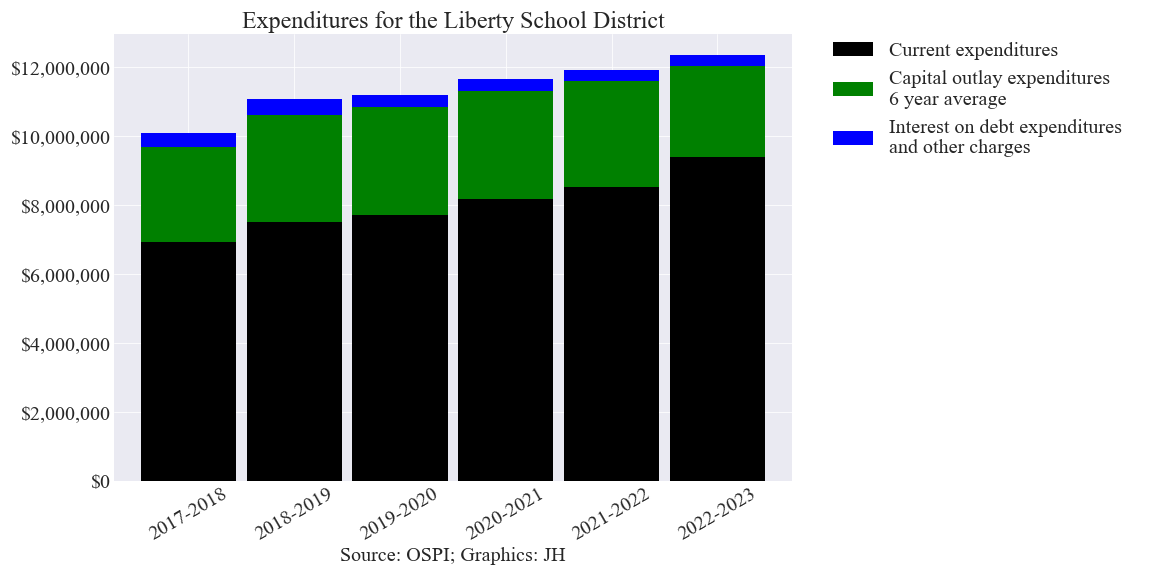 Expenditures for the Liberty School District
$12,000,000
$10,000,000
$8,000,000
$6,000,000
$4,000,000
$2,000,000
$0
2017-2018
2018-2019
2019-2020
2020-2021
2021-2022
2022-2023
Source: OSPI; Graphics: JH
Current expenditures
Capital outlay expenditures
6 year average
Interest on debt expenditures
and other charges